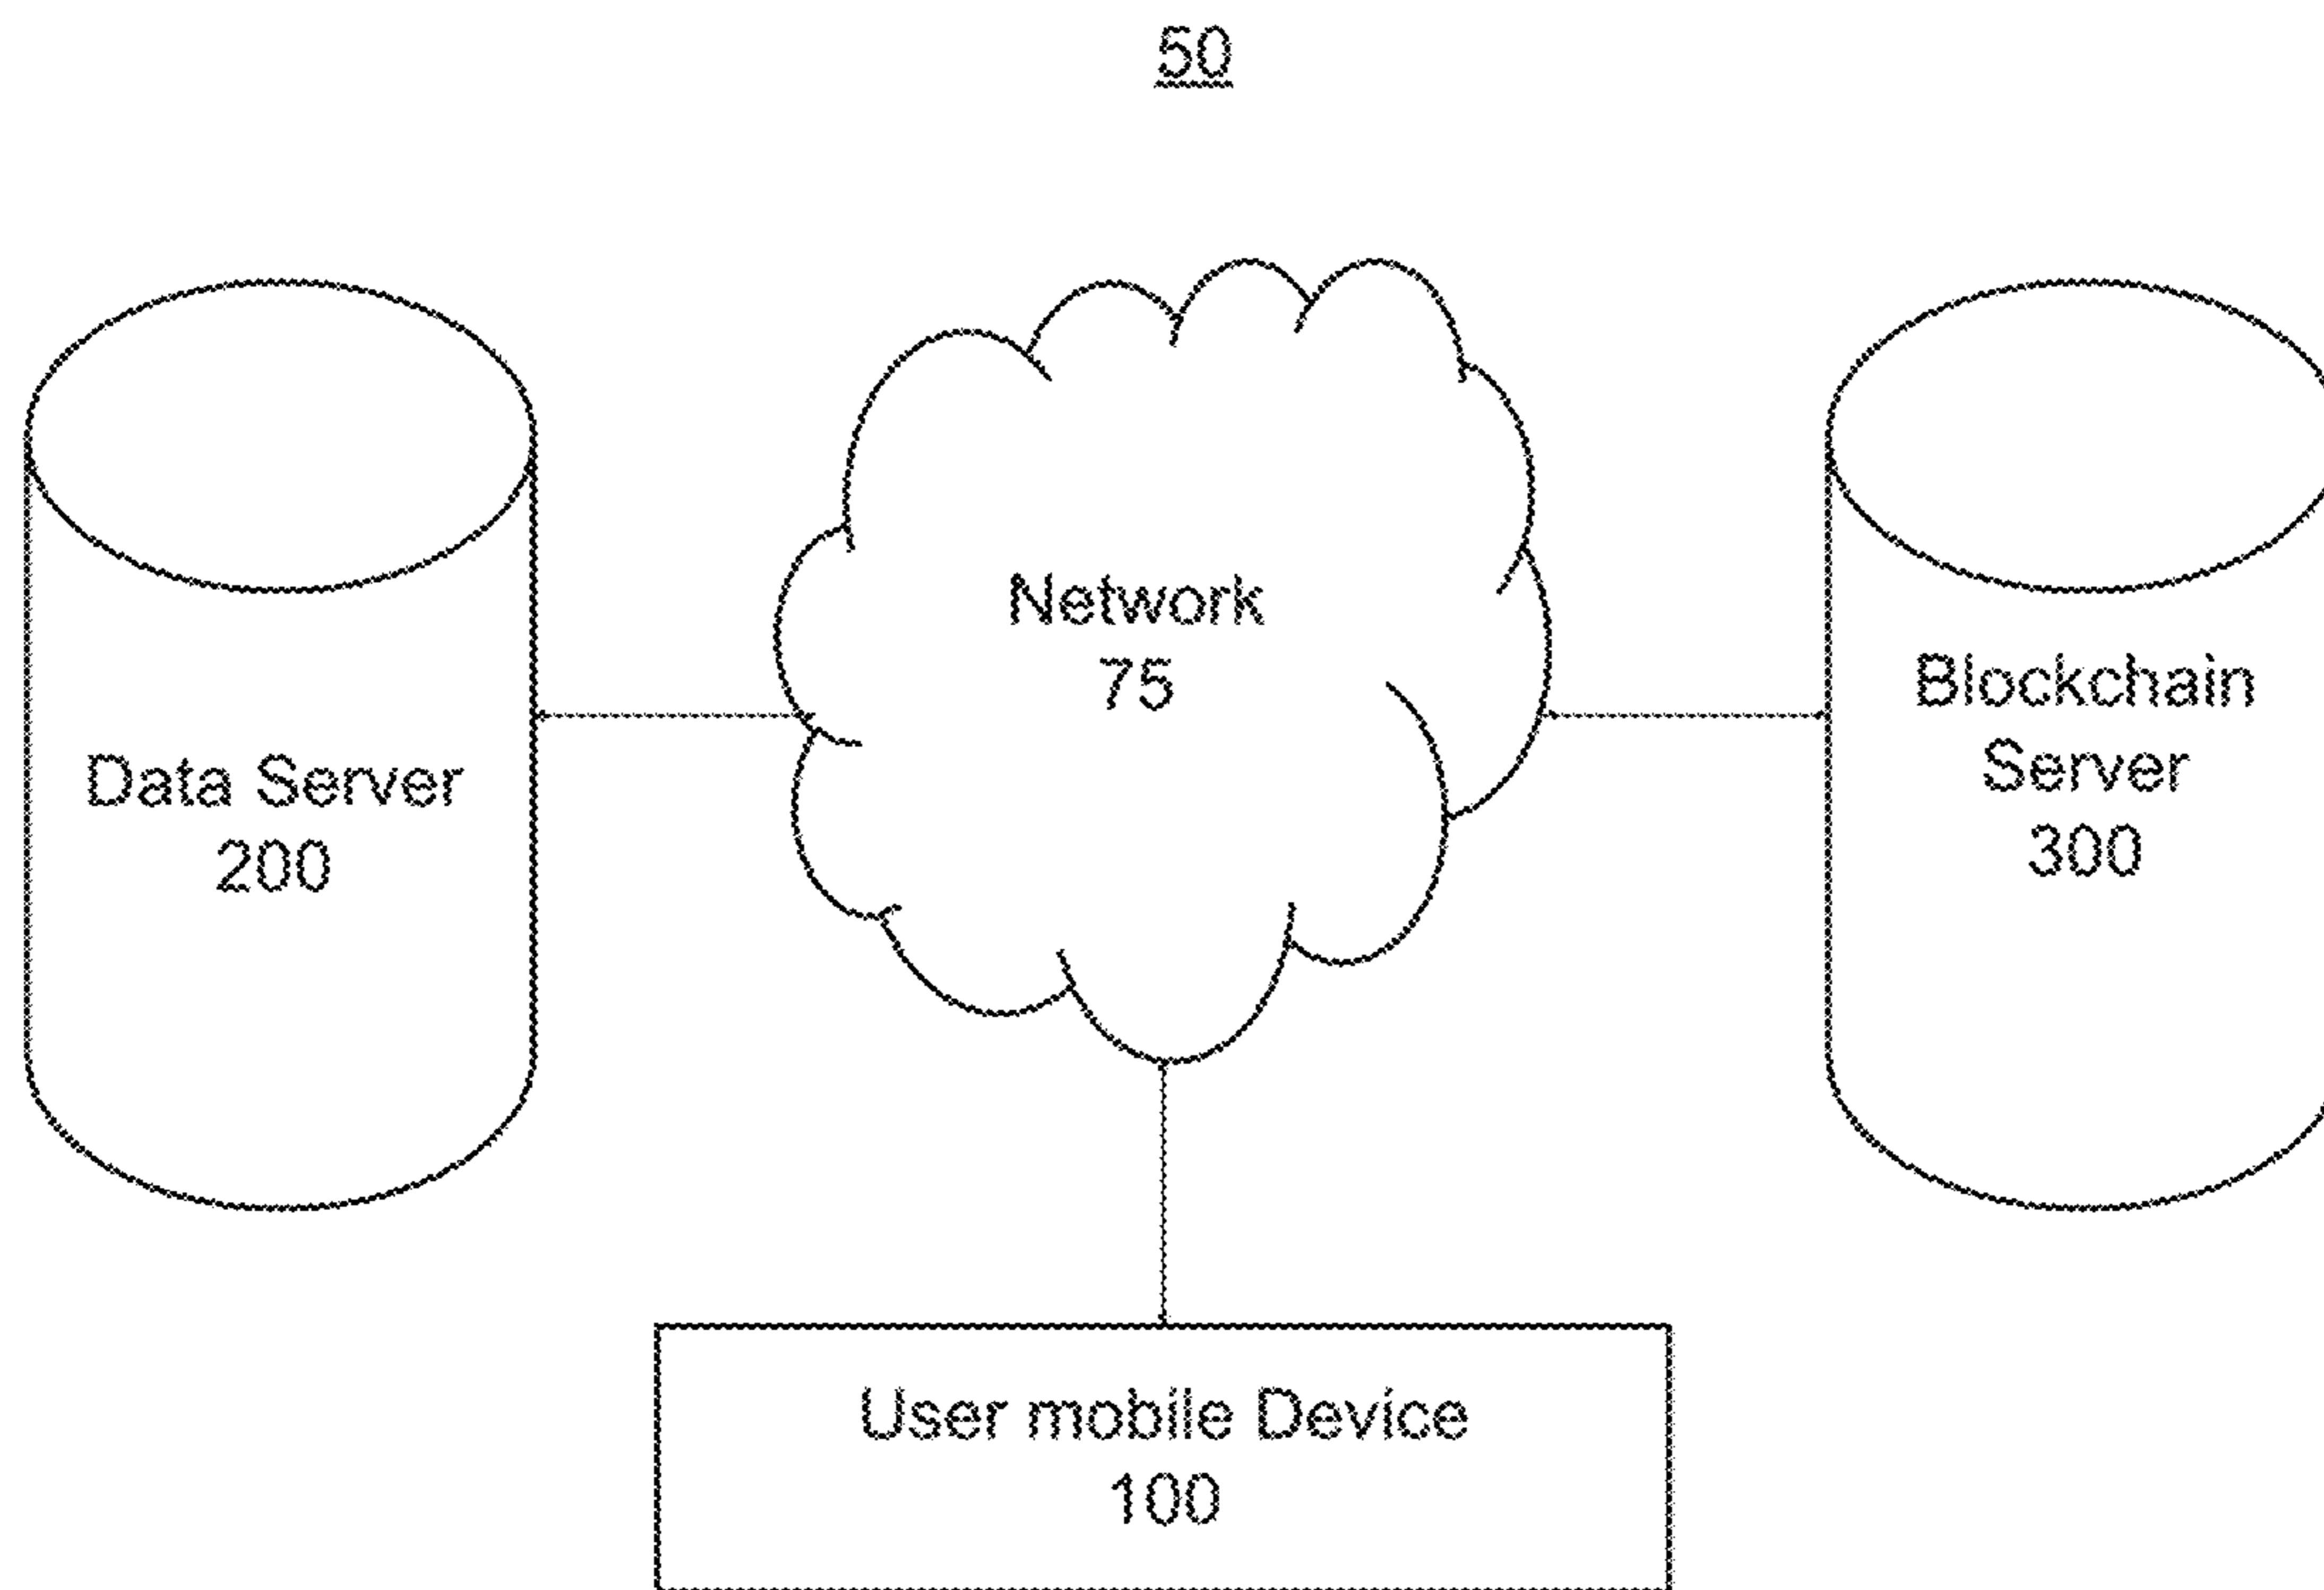 50
Network
75
Data Server
200
Blockchain
Server
300
User mobile Device
100